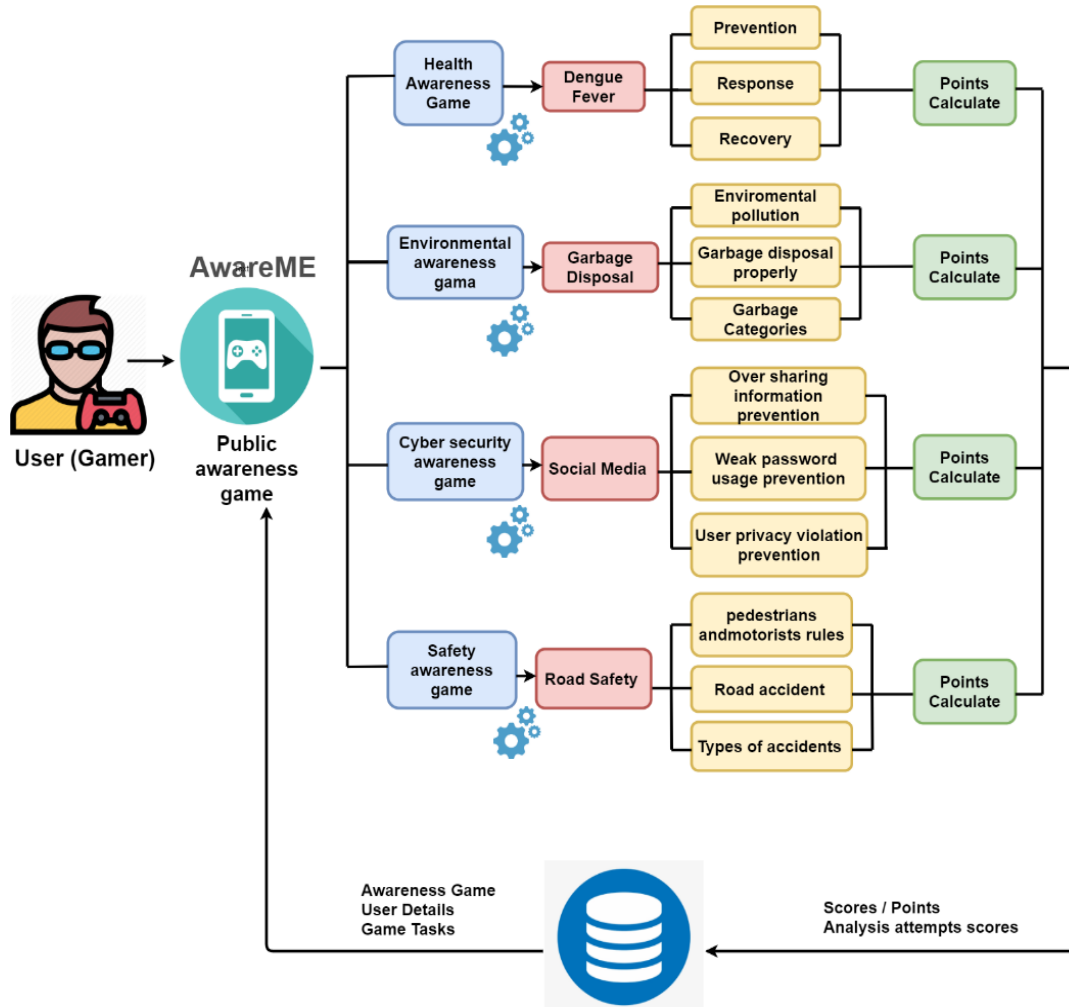 Health
Awareness
Game
Dengue
Fever
Prevention
Response
Recovery
Points
Calculate
Environmental
awareness
gama
Garbage
Disposal
Enviromental
pollution
Garbage disposal
properly
Garbage
Categories
Points
Calculate
AwareME
User (Gamer)
Public
awareness
game
Cyber security
awareness
game
Social Media
Over sharing
information
prevention
Weak password
usage prevention
User privacy violation
prevention
Points
Calculate
Safety
awareness
game
Road Safety
pedestrians
andmotorists rules
Road accident
Types of accidents
Points
Calculate
Awareness Game
User Details
Game Tasks
Scores / Points
Analysis attempts scores